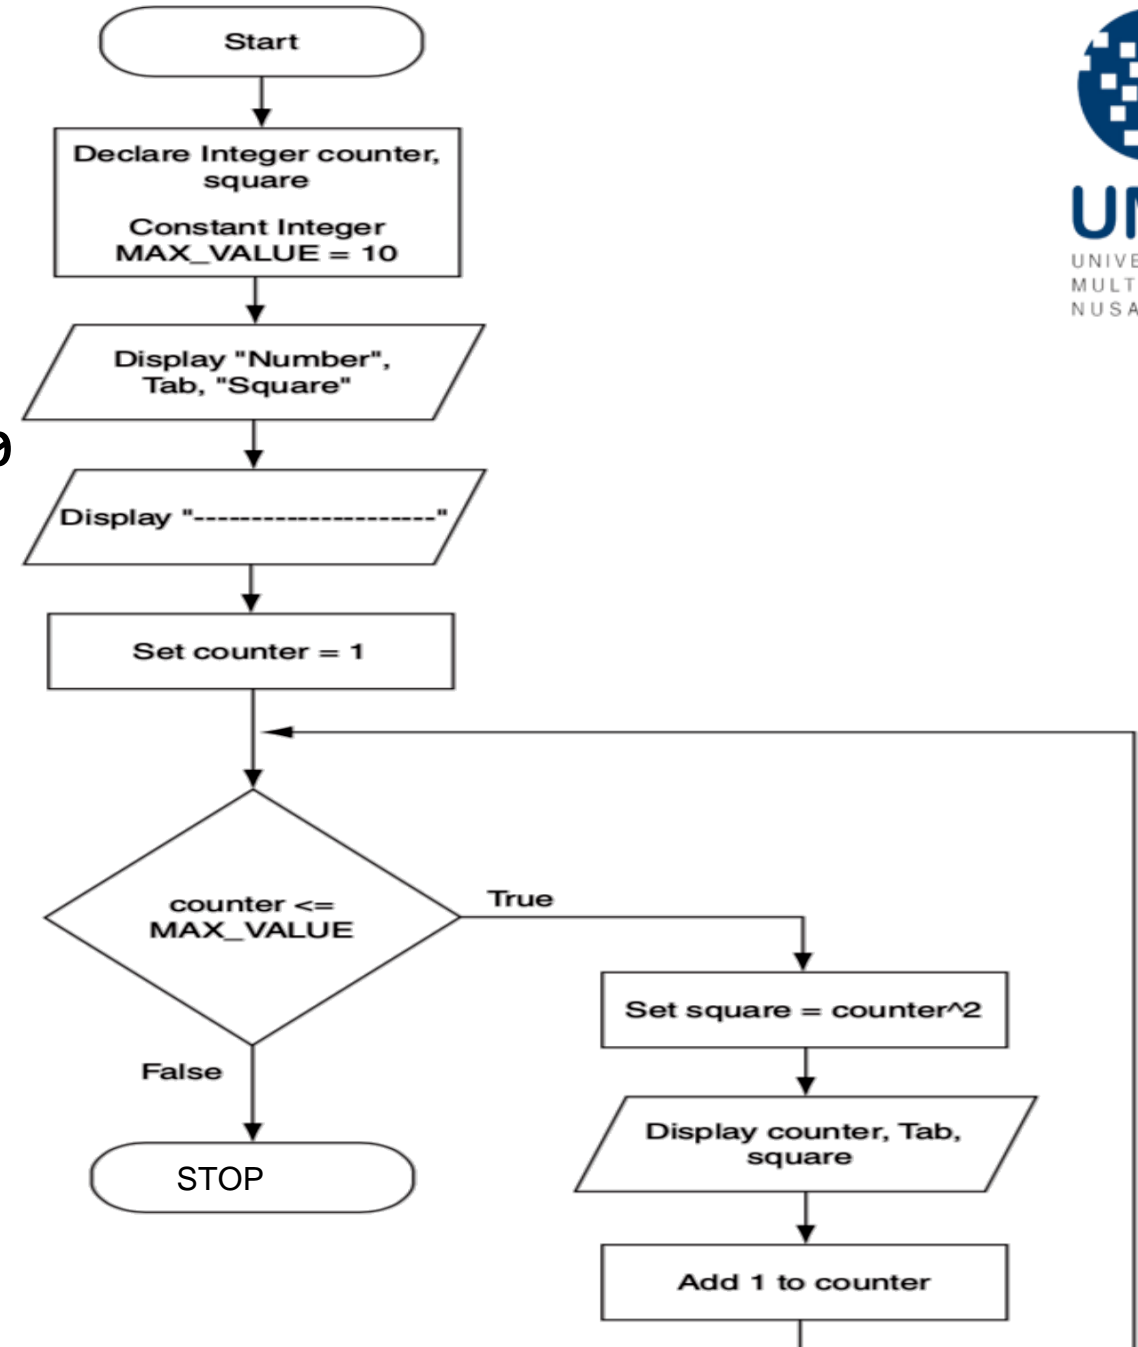 Start
Declare Integer counter,
square
Constant Integer
MAX_VALUE = 10
Display "Number",
Tab, "Square"
9
Display "---------------------"
Set counter = 1
counter <=
MAX_VALUE
True
Set square = counter^2
False
Display counter, Tab,
square
STOP
Add 1 to counter
UNIVE
MULT
NUSA